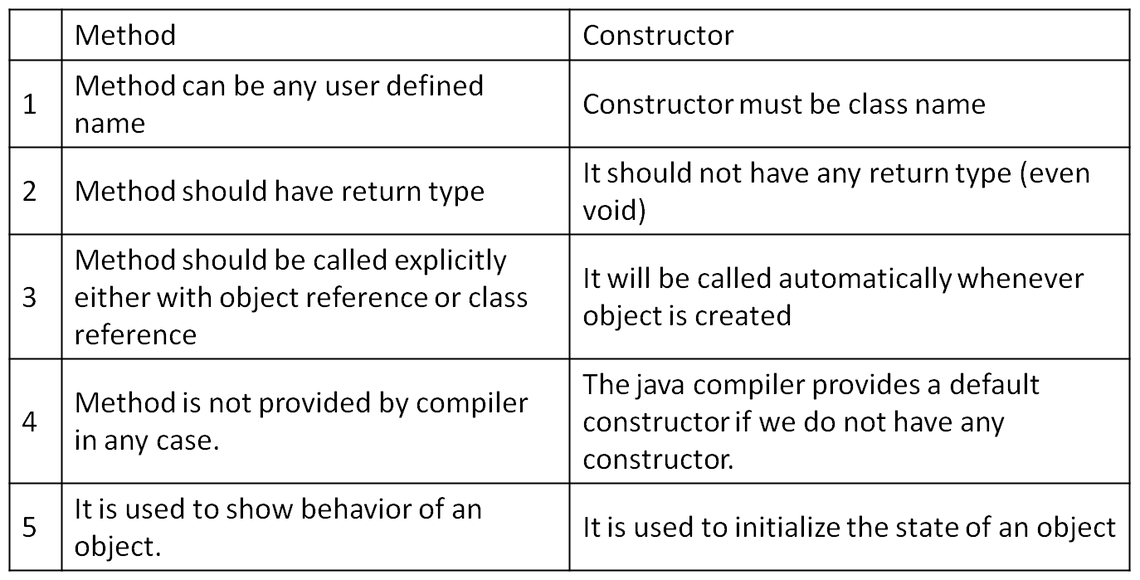 Method
Constructor
1
Method can be any user defined
name
Constructor must be class name
2
Method should have return type
It should not have any return type (even
void)
3
Method should be called explicitly
either with object reference or class
reference
It will be called automatically whenever
object is created
4
Method is not provided by compiler
in any case.
The java compiler provides a default
constructor if we do not have any
constructor.
5
It is used to show behavior of an
object.
It is used to initialize the state of an object